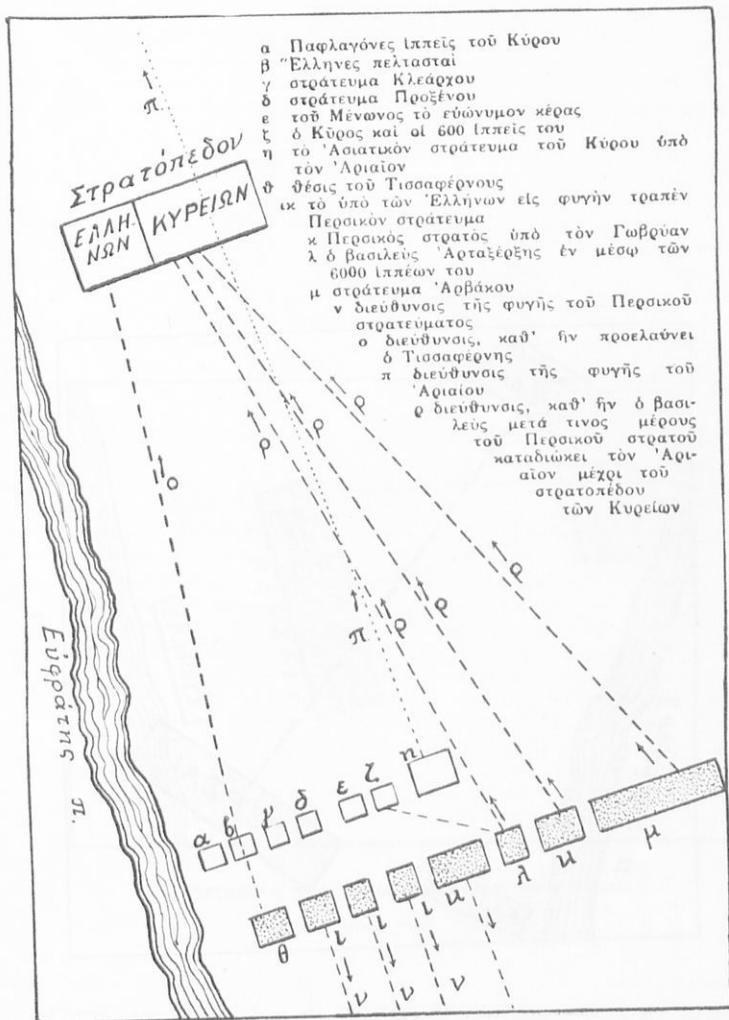 α Παφλαγόνες ἱππεῖς τοῦ Κύρου
β Ἕλληνες πελτασταὶ
γ στράτευμα Κλεάρχου
δ στράτευμα Προξένου
ε τοῦ Μένωνος τὸ εὐώνυμον κέρας
ζ ὁ Κῦρος καὶ οἱ 600 ἱππεῖς του
η τὸ Ἀσιατικὸν στράτευμα τοῦ Κύρου ὑπὸ
τὸν Ἀριαῖον
θ θέσις τοῦ Τισσαφέρνους
ικ τὸ ὑπὸ τῶν Ἑλλήνων εἰς φυγὴν τραπὲν
Περσικὸν στράτευμα
κ Περσικὸς στρατὸς ὑπὸ τὸν Γωβρύαν
λ ὁ βασιλεὺς Ἀρταξέρξης ἐν μέσῳ τῶν
6000 ἱππέων του
μ στράτευμα Ἀρβάκου
ν διεύθυνσις τῆς φυγῆς τοῦ Περσικοῦ
στρατεύματος
ο διεύθυνσις, καθ' ἣν προελαύνει
ὁ Τισσαφέρνης
π διεύθυνσις τῆς φυγῆς τοῦ
Ἀριαίου
ρ διεύθυνσις, καθ' ἣν ὁ βασι-
λεὺς μετά τινος μέρους
τοῦ Περσικοῦ στρατοῦ
καταδιώκει τὸν Ἀρι-
αῖον μέχρι τοῦ
στρατοπέδου
τῶν Κυρείων
π
Στρατόπεδον
ΕΛΛΗ-
ΝΩΝ
ΚΥΡΕΙΩΝ
ρ
ρ
ρ
ο
ρ
π
ρ
ρ
Εὐφράτης π.
α
β
γ
δ
ε
ζ
η
θ
ι
ι
ι
κ
λ
κ
μ
ν
ν
ν